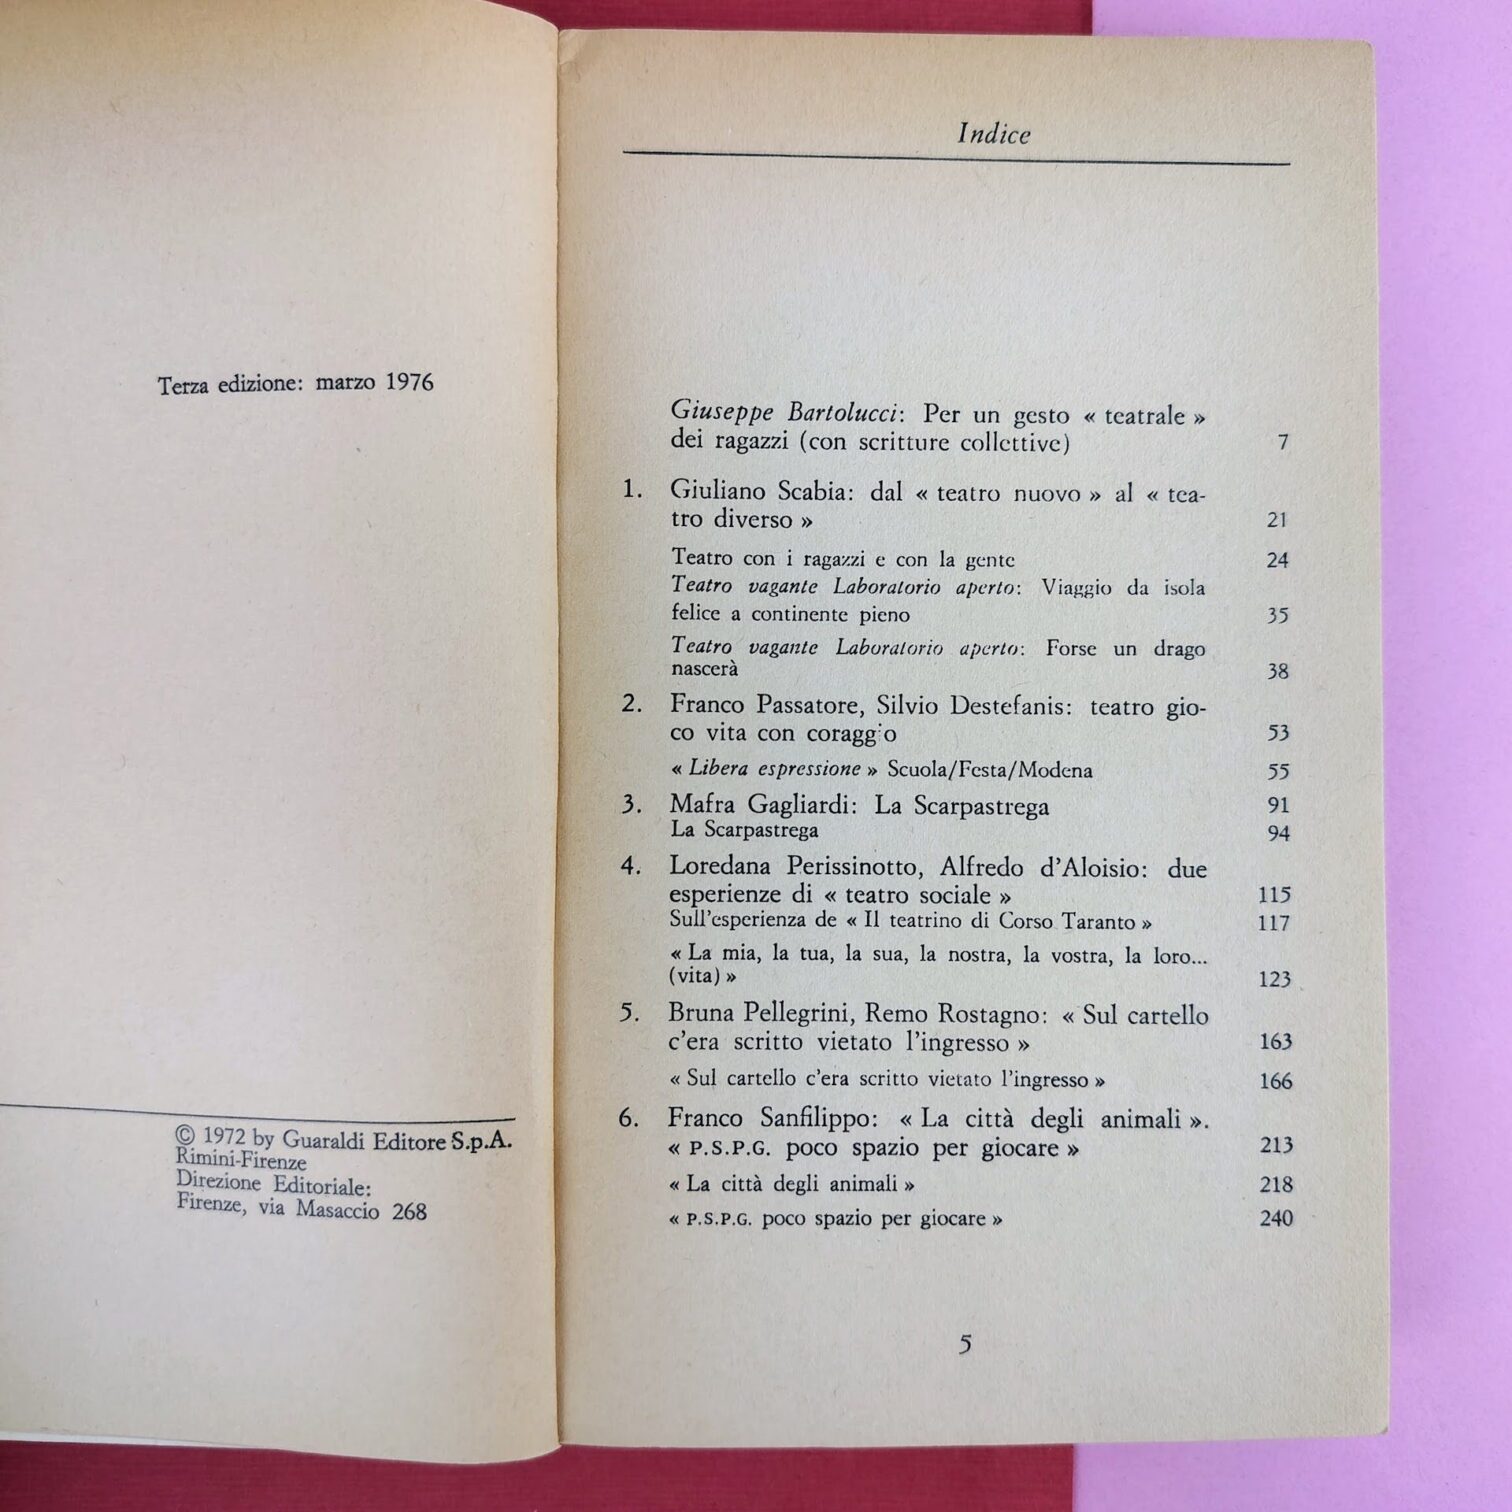 Terza edizione: marzo 1976
© 1972 by Guaraldi Editore S.p.A.
Rimini-Firenze
Direzione Editoriale:
Firenze, via Masaccio 268
Indice
Giuseppe Bartolucci: Per un gesto « teatrale »
dei ragazzi (con scritture collettive) 7
1. Giuliano Scabia: dal « teatro nuovo » al « tea-
tro diverso » 21
Teatro con i ragazzi e con la gente 24
Teatro vagante Laboratorio aperto: Viaggio da isola
felice a continente pieno 35
Teatro vagante Laboratorio aperto: Forse un drago
nascerà 38
2. Franco Passatore, Silvio Destefanis: teatro gio-
co vita con coraggio 53
« Libera espressione » Scuola/Festa/Modena 55
3. Mafra Gagliardi: La Scarpastrega 91
La Scarpastrega 94
4. Loredana Perissinotto, Alfredo d'Aloisio: due
esperienze di « teatro sociale » 115
Sull'esperienza de « Il teatrino di Corso Taranto » 117
« La mia, la tua, la sua, la nostra, la vostra, la loro...
(vita) » 123
5. Bruna Pellegrini, Remo Rostagno: « Sul cartello
c'era scritto vietato l'ingresso » 163
« Sul cartello c'era scritto vietato l'ingresso » 166
6. Franco Sanfilippo: « La città degli animali ».
« P.S.P.G. poco spazio per giocare » 213
« La città degli animali » 218
« P.S.P.G. poco spazio per giocare » 240
5